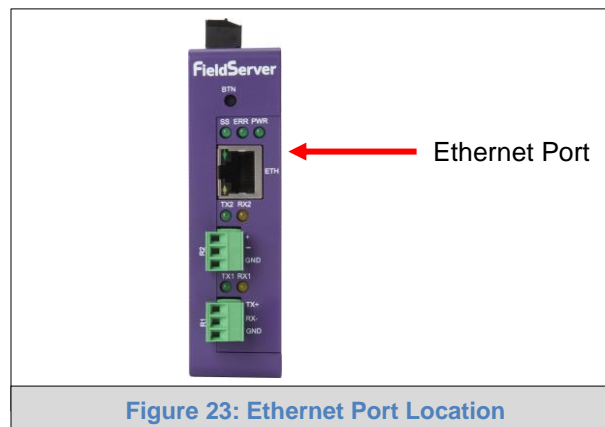 FieldServer
BTN
SS ERR PWR
Ethernet Port
ETH
TX2 RX2
R2
+
−
GND
TX1 RX1
R1
TX+
RX-
GND
Figure 23: Ethernet Port Location